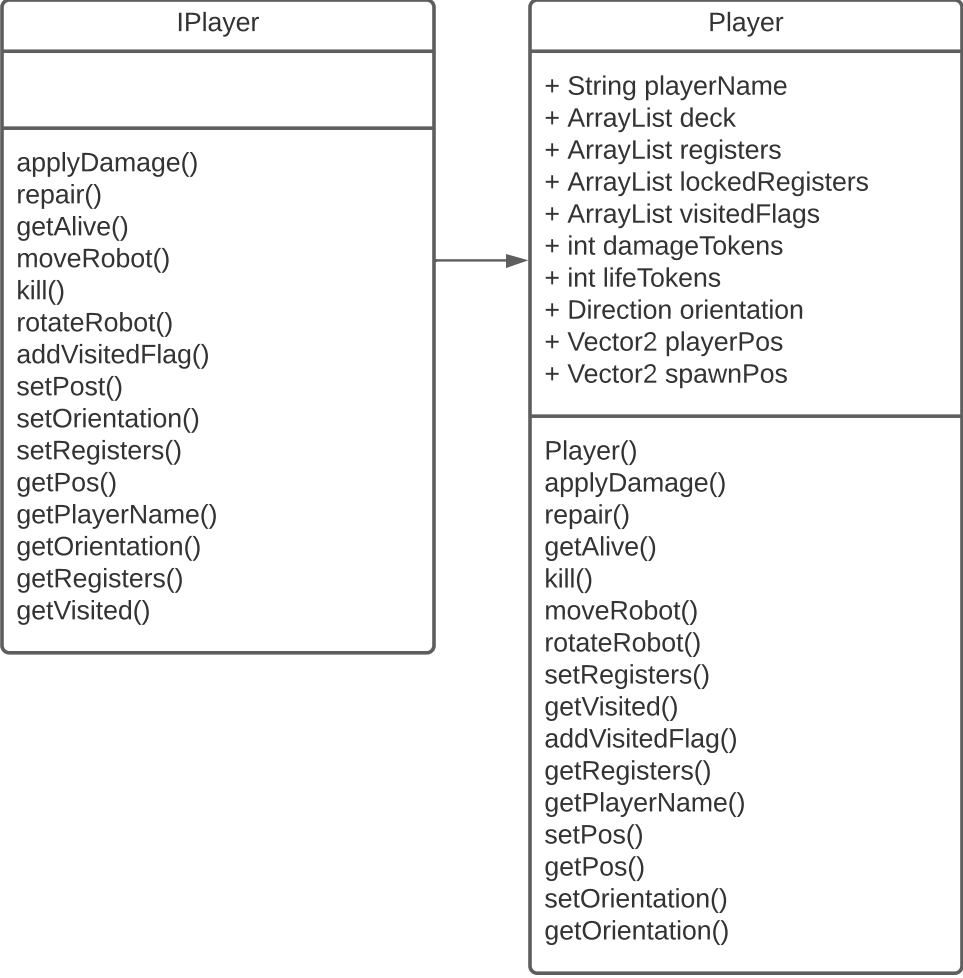 IPlayer
applyDamage()
repair()
getAlive()
moveRobot()
kill()
rotateRobot()
addVisitedFlag()
setPost()
setOrientation()
setRegisters()
getPos()
getPlayerName()
getOrientation()
getRegisters()
getVisited()
Player
+ String playerName
+ ArrayList deck
+ ArrayList registers
+ ArrayList lockedRegisters
+ ArrayList visitedFlags
+ int damageTokens
+ int lifeTokens
+ Direction orientation
+ Vector2 playerPos
+ Vector2 spawnPos
Player()
applyDamage()
repair()
getAlive()
kill()
moveRobot()
rotateRobot()
setRegisters()
getVisited()
addVisitedFlag()
getRegisters()
getPlayerName()
setPos()
getPos()
setOrientation()
getOrientation()